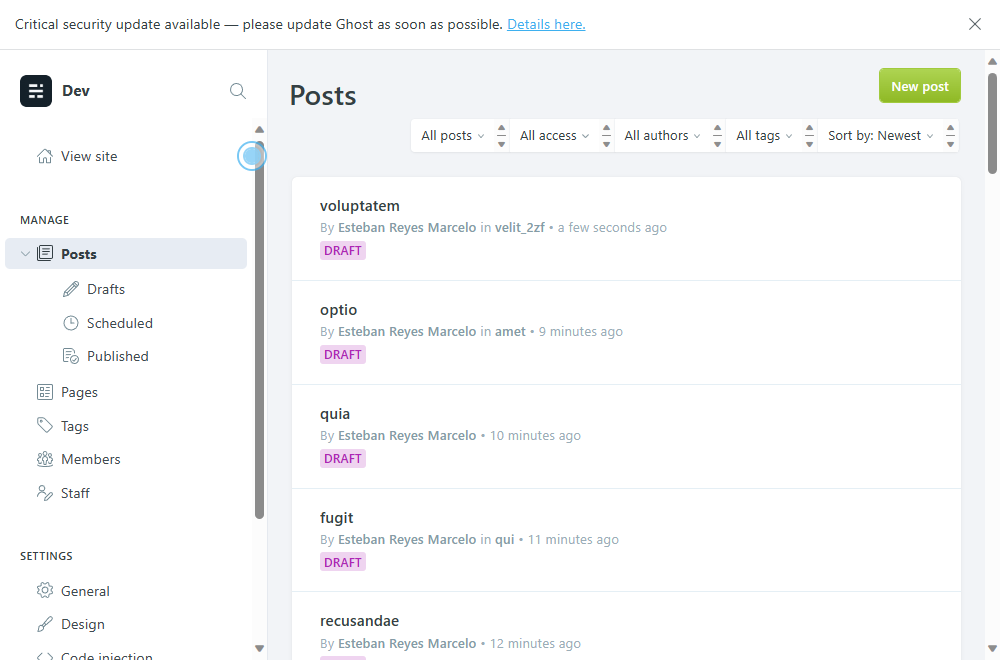 Critical security update available — please update Ghost as soon as possible. Details here.
Dev
View site
MANAGE
Posts
Drafts
Scheduled
Published
Pages
Tags
Members
Staff
SETTINGS
General
Design
Code injection
Posts
New post
All posts
All access
All authors
All tags
Sort by: Newest
voluptatem
By Esteban Reyes Marcelo in velit_2zf • a few seconds ago
DRAFT
optio
By Esteban Reyes Marcelo in amet • 9 minutes ago
DRAFT
quia
By Esteban Reyes Marcelo • 10 minutes ago
DRAFT
fugit
By Esteban Reyes Marcelo in qui • 11 minutes ago
DRAFT
recusandae
By Esteban Reyes Marcelo • 12 minutes ago